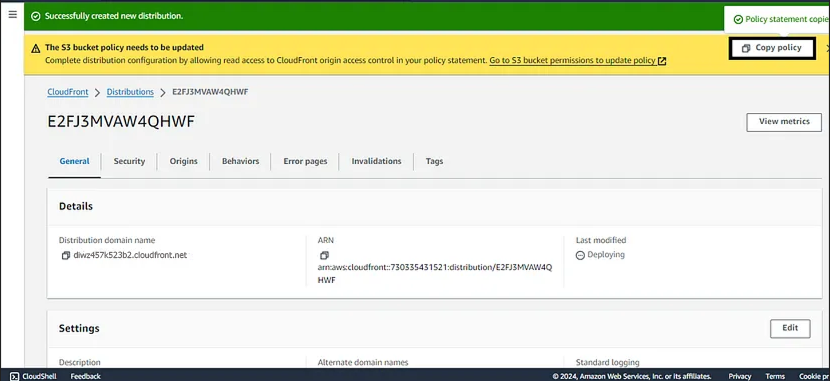 Successfully created new distribution.
Policy statement copied
The S3 bucket policy needs to be updated
Complete distribution configuration by allowing read access to CloudFront origin access control in your policy statement. Go to S3 bucket permissions to update policy
Copy policy
CloudFront
Distributions
E2FJ3MVAW4QHWF
E2FJ3MVAW4QHWF
View metrics
General
Security
Origins
Behaviors
Error pages
Invalidations
Tags
Details
Distribution domain name
diwz457k523b2.cloudfront.net
ARN
arn:aws:cloudfront::730335431521:distribution/E2FJ3MVAW4Q
HWF
Last modified
Deploying
Settings
Edit
Description
Alternate domain names
Standard logging
CloudShell
Feedback
© 2024, Amazon Web Services, Inc. or its affiliates.
Privacy
Terms
Cookie pr